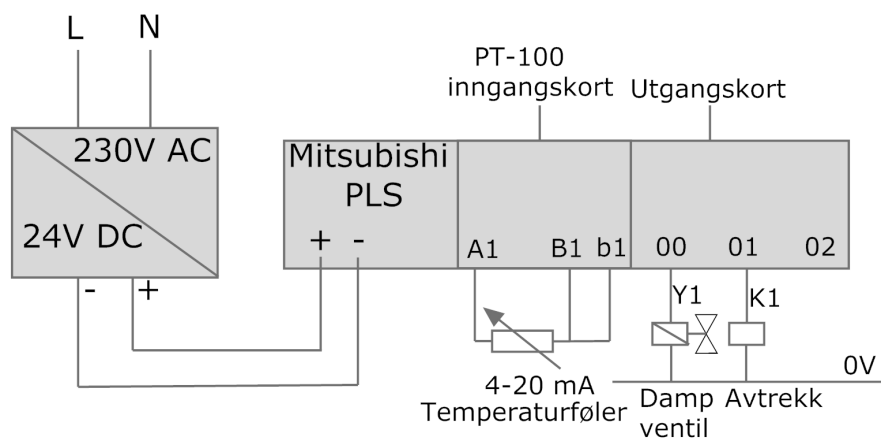 L N
PT-100
inngangskort
Utgangskort
230V AC
24V DC
- +
Mitsubishi
PLS
+ -
A1 B1 b1
00 01 02
Y1 K1
4-20 mA
Temperaturføler
Damp
ventil
Avtrekk
0V